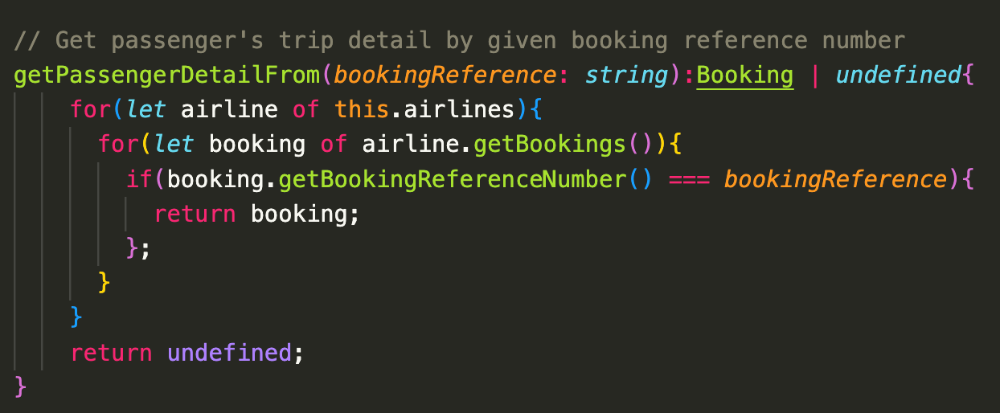 // Get passenger's trip detail by given booking reference number
getPassengerDetailFrom(bookingReference: string):Booking | undefined{
    for(let airline of this.airlines){
      for(let booking of airline.getBookings()){
        if(booking.getBookingReferenceNumber() === bookingReference){
          return booking;
        };
      }
    }
    return undefined;
}